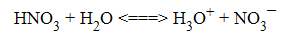 HNO₃ + H₂O <===> H₃O⁺ + NO₃⁻